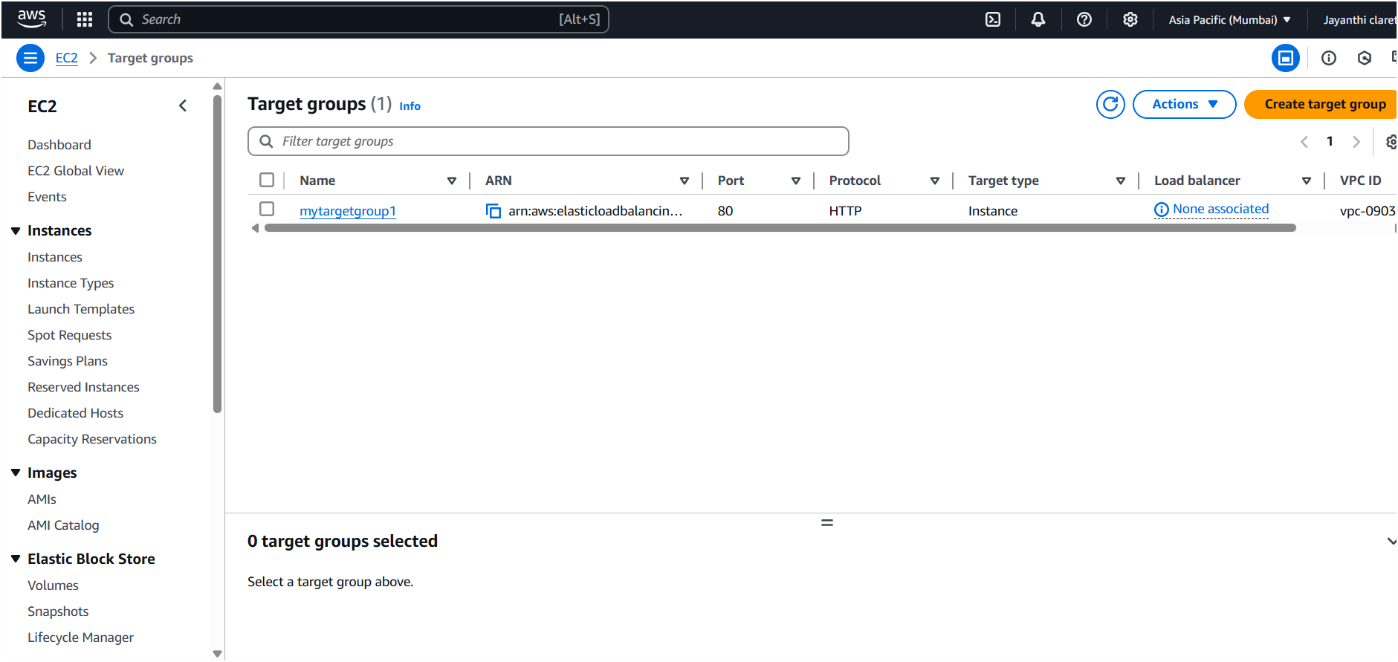 aws
Search [Alt+S]
Asia Pacific (Mumbai)
Jayanthi claret
EC2 > Target groups
EC2
Dashboard
EC2 Global View
Events
Instances
Instances
Instance Types
Launch Templates
Spot Requests
Savings Plans
Reserved Instances
Dedicated Hosts
Capacity Reservations
Images
AMIs
AMI Catalog
Elastic Block Store
Volumes
Snapshots
Lifecycle Manager
Target groups (1) Info
Actions
Create target group
Filter target groups
1
Name ARN Port Protocol Target type Load balancer VPC ID
mytargetgroup1 arn:aws:elasticloadbalancin... 80 HTTP Instance None associated vpc-0903
0 target groups selected
Select a target group above.